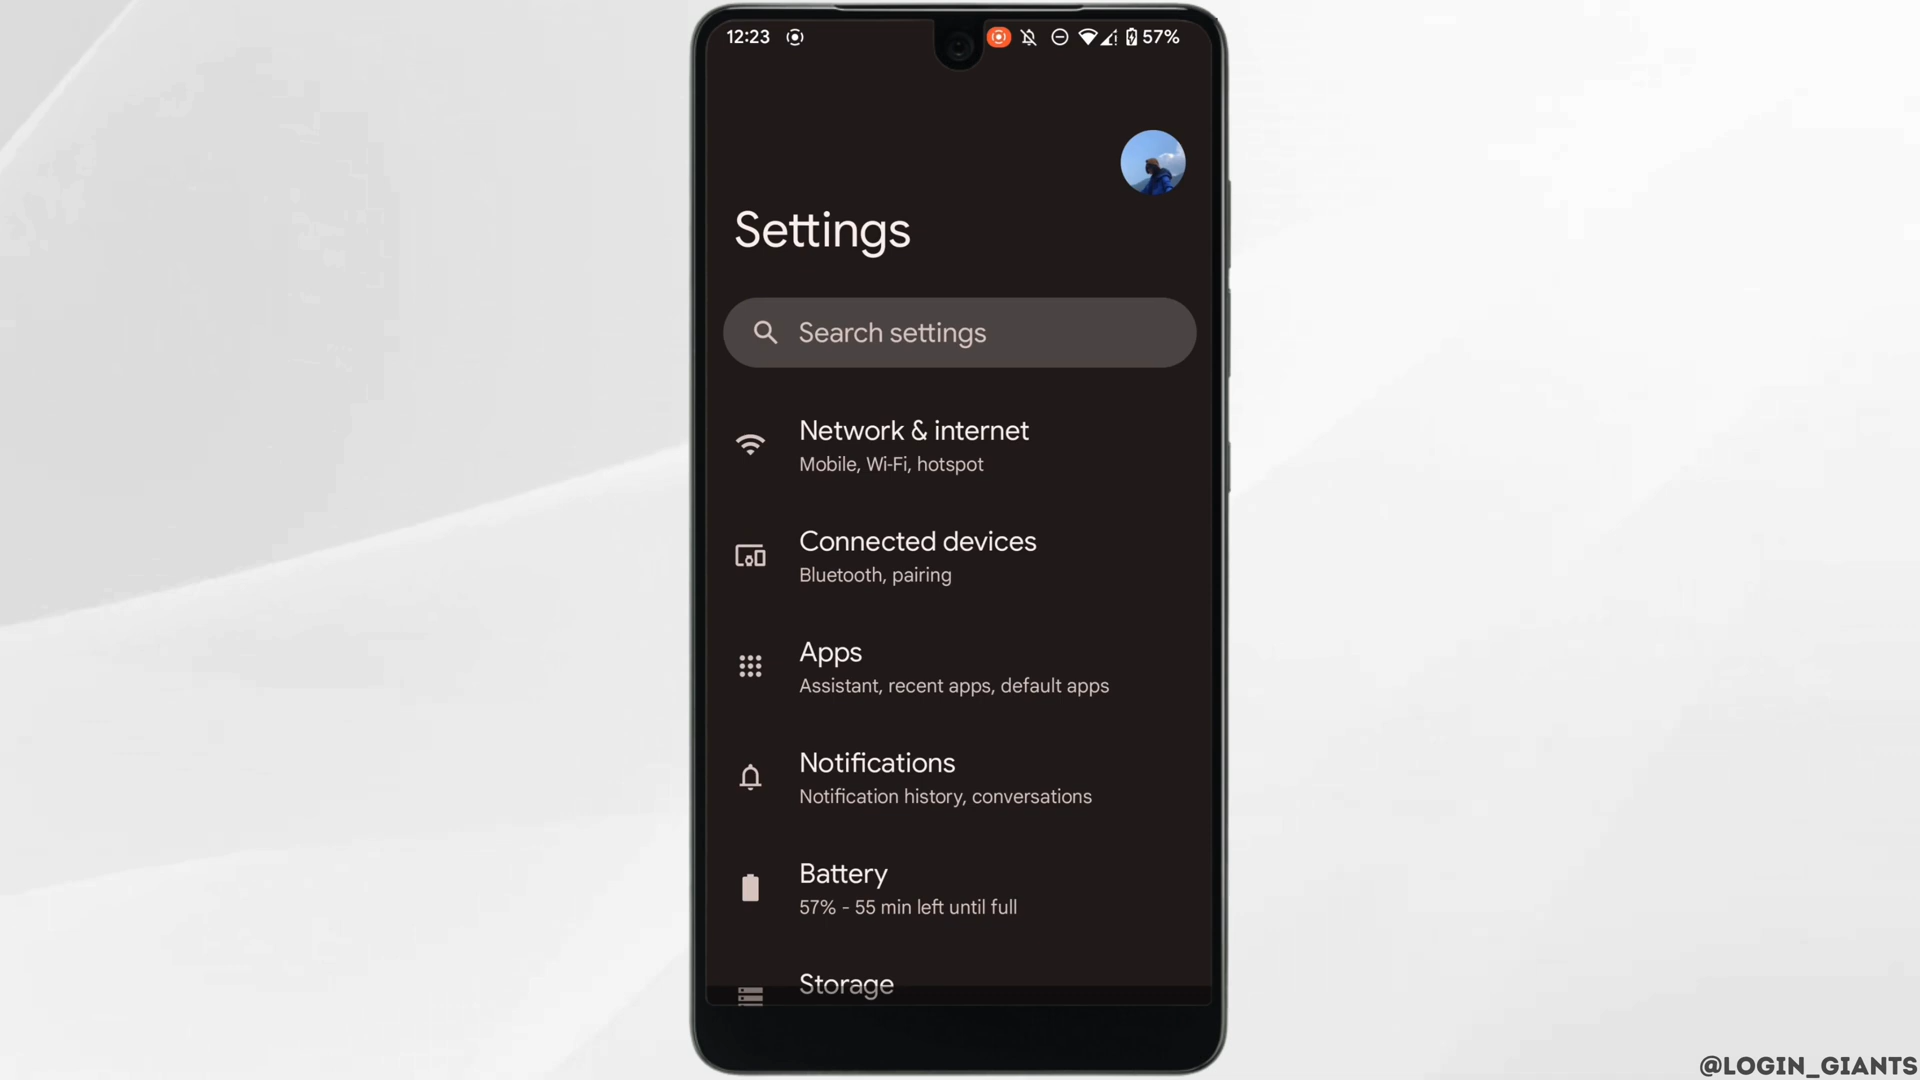 12:23
57%
Settings
Search settings
Network & internet
Mobile, Wi-Fi, hotspot
Connected devices
Bluetooth, pairing
Apps
Assistant, recent apps, default apps
Notifications
Notification history, conversations
Battery
57% - 55 min left until full
Storage
@LOGIN_GIANTS